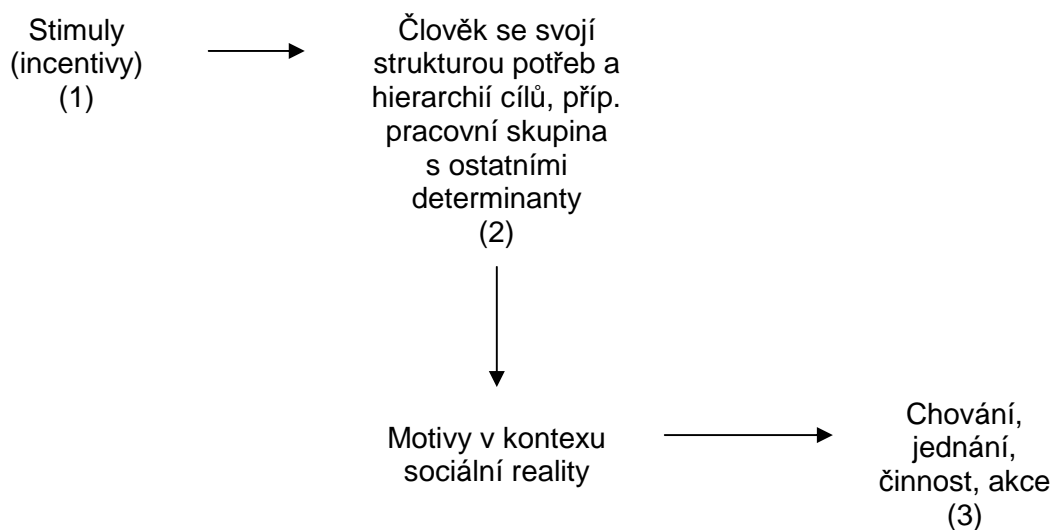 Stimuly
(incentivy)
(1)
Člověk se svojí
strukturou potřeb a
hierarchií cílů, příp.
pracovní skupina
s ostatními
determinanty
(2)
Motivy v kontexu
sociální reality
Chování,
jednání,
činnost, akce
(3)